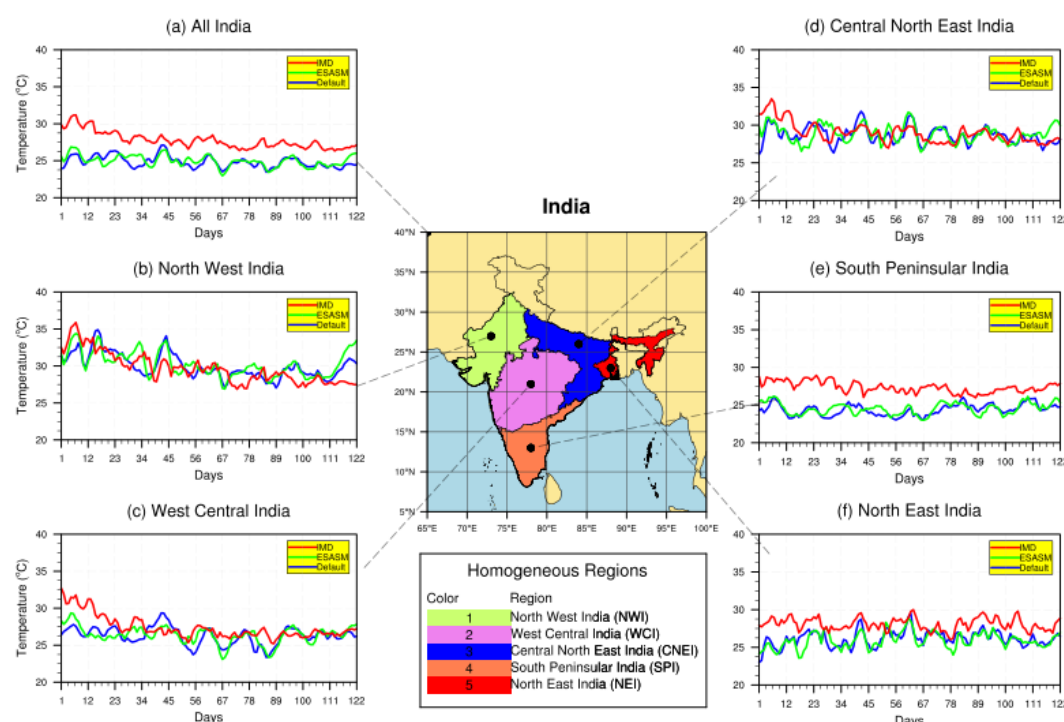 (a) All India
40
35
30
25
20
Temperature (°C)
IMD
ESASM
Default
1 12 23 34 45 56 67 78 89 100 111 122
Days
(b) North West India
40
35
30
25
20
Temperature (°C)
IMD
ESASM
Default
1 12 23 34 45 56 67 78 89 100 111 122
Days
(c) West Central India
40
35
30
25
20
Temperature (°C)
IMD
ESASM
Default
1 12 23 34 45 56 67 78 89 100 111 122
Days
India
40°N
35°N
30°N
25°N
20°N
15°N
10°N
5°N
65°E 70°E 75°E 80°E 85°E 90°E 95°E 100°E
Homogeneous Regions
Color Region
1 North West India (NWI)
2 West Central India (WCI)
3 Central North East India (CNEI)
4 South Peninsular India (SPI)
5 North East India (NEI)
(d) Central North East India
40
35
30
25
20
IMD
ESASM
Default
1 12 23 34 45 56 67 78 89 100 111 122
Days
(e) South Peninsular India
40
35
30
25
20
IMD
ESASM
Default
1 12 23 34 45 56 67 78 89 100 111 122
Days
(f) North East India
40
35
30
25
20
IMD
ESASM
Default
1 12 23 34 45 56 67 78 89 100 111 122
Days